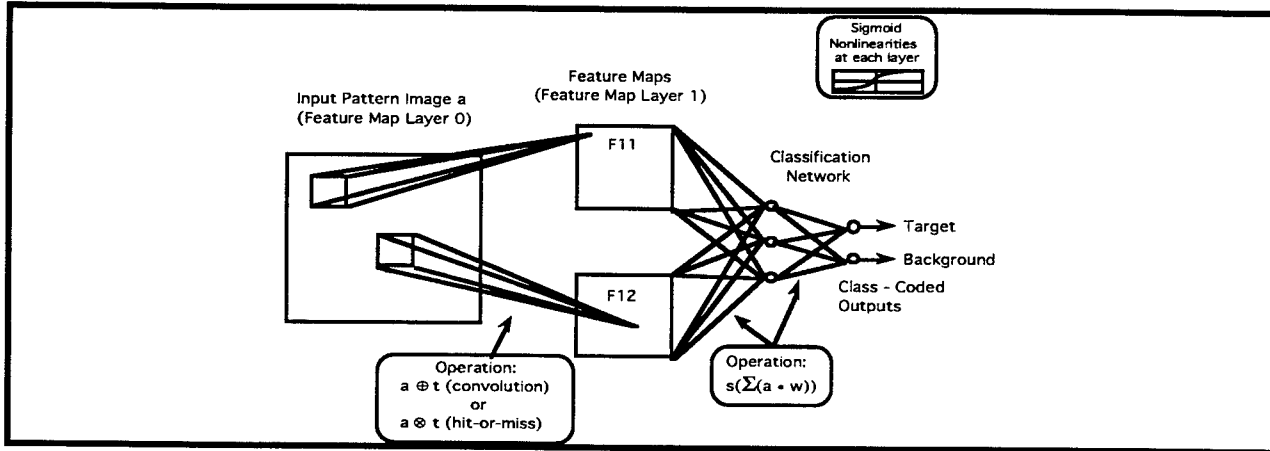 Sigmoid
Nonlinearities
at each layer
Feature Maps
(Feature Map Layer 1)
Input Pattern Image a
(Feature Map Layer 0)
F11
Classification
Network
Target
Background
F12
Class - Coded
Outputs
Operation:
a ⊕ t (convolution)
or
a ⊗ t (hit-or-miss)
Operation:
s(Σ(a • w))